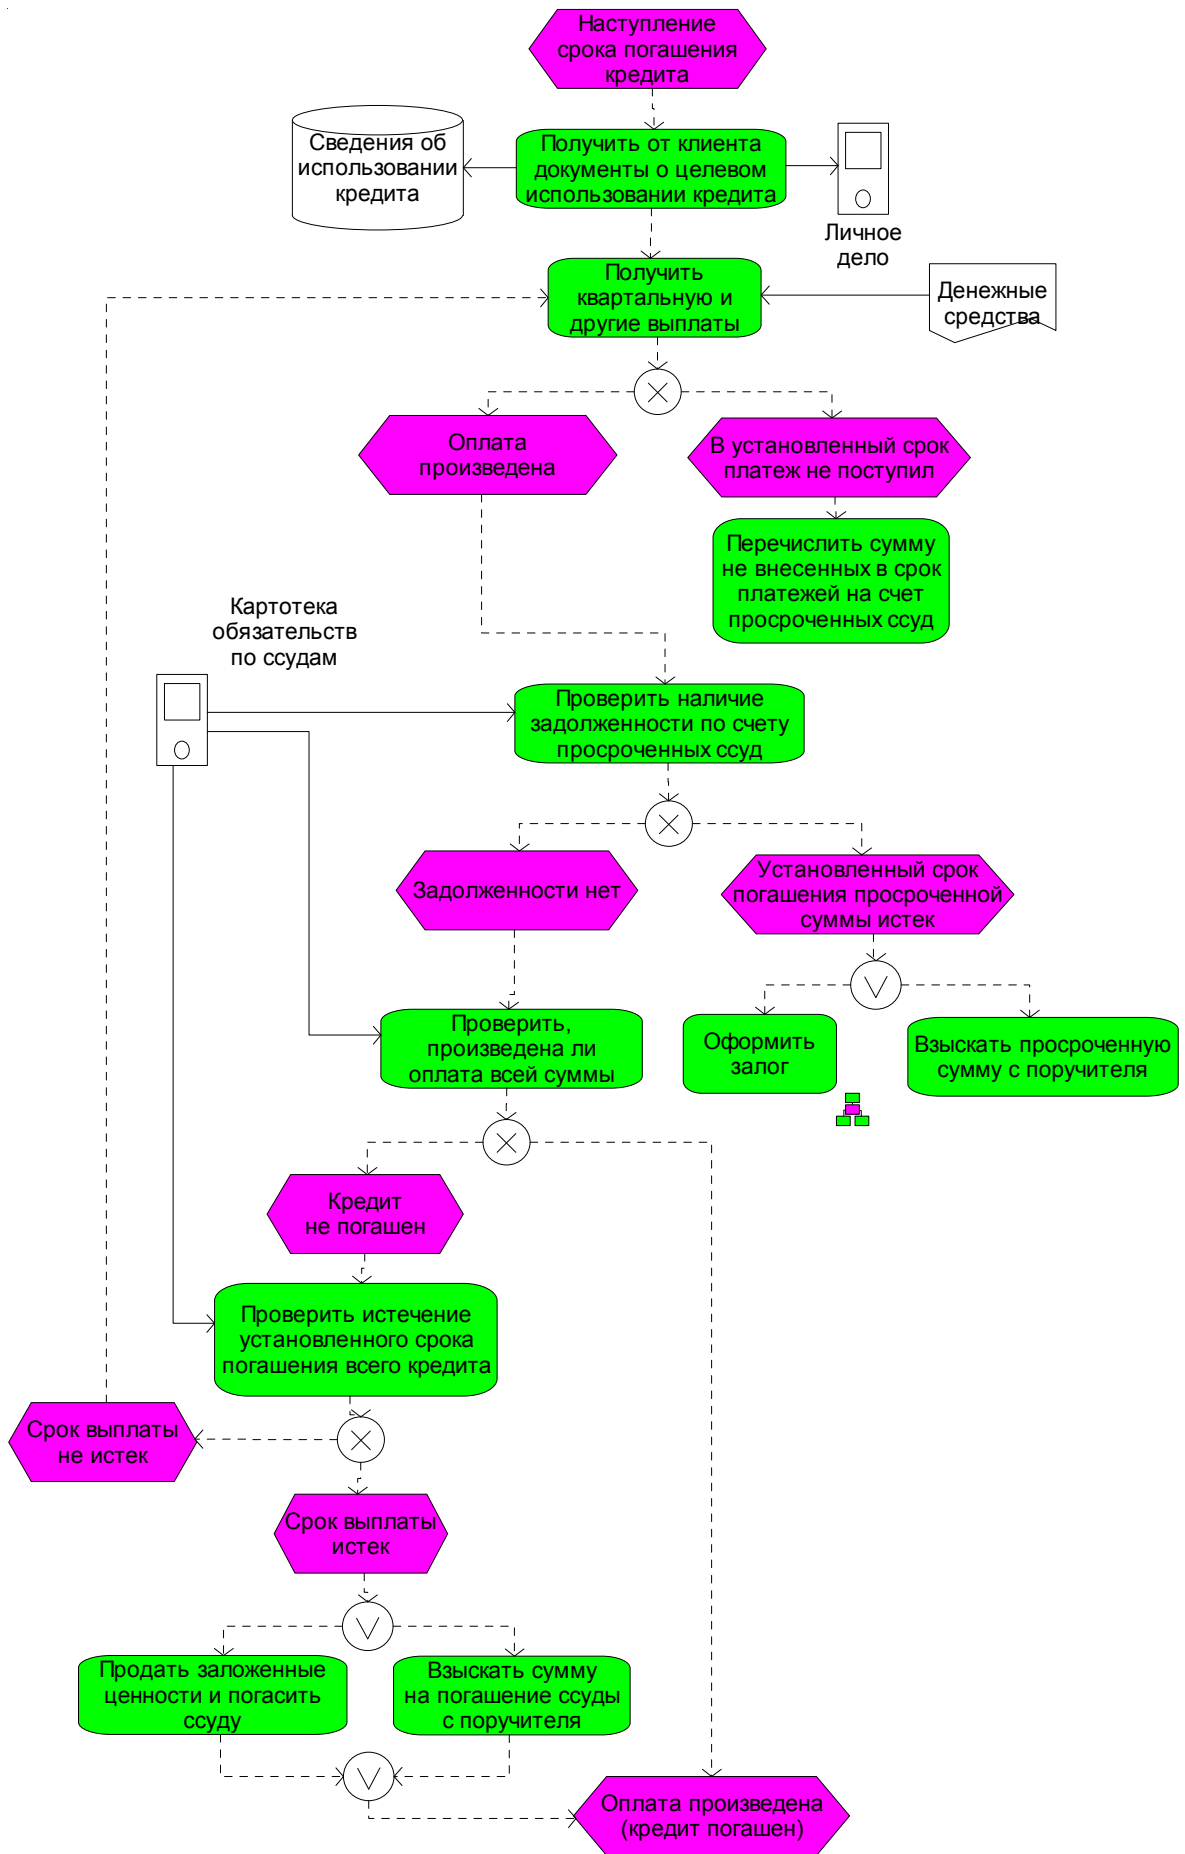 Наступление
срока погашения
кредита
Сведения об
использовании
кредита
Получить от клиента
документы о целевом
использовании кредита
Личное
дело
Получить
квартальную и
другие выплаты
Денежные
средства
Оплата
произведена
В установленный срок
платеж не поступил
Перечислить сумму
не внесенных в срок
платежей на счет
просроченных ссуд
Картотека
обязательств
по ссудам
Проверить наличие
задолженности по счету
просроченных ссуд
Задолженности нет
Установленный срок
погашения просроченной
суммы истек
Проверить,
произведена ли
оплата всей суммы
Оформить
залог
Взыскать просроченную
сумму с поручителя
Кредит
не погашен
Проверить истечение
установленного срока
погашения всего кредита
Срок выплаты
не истек
Срок выплаты
истек
Продать заложенные
ценности и погасить
ссуду
Взыскать сумму
на погашение ссуды
с поручителя
Оплата произведена
(кредит погашен)